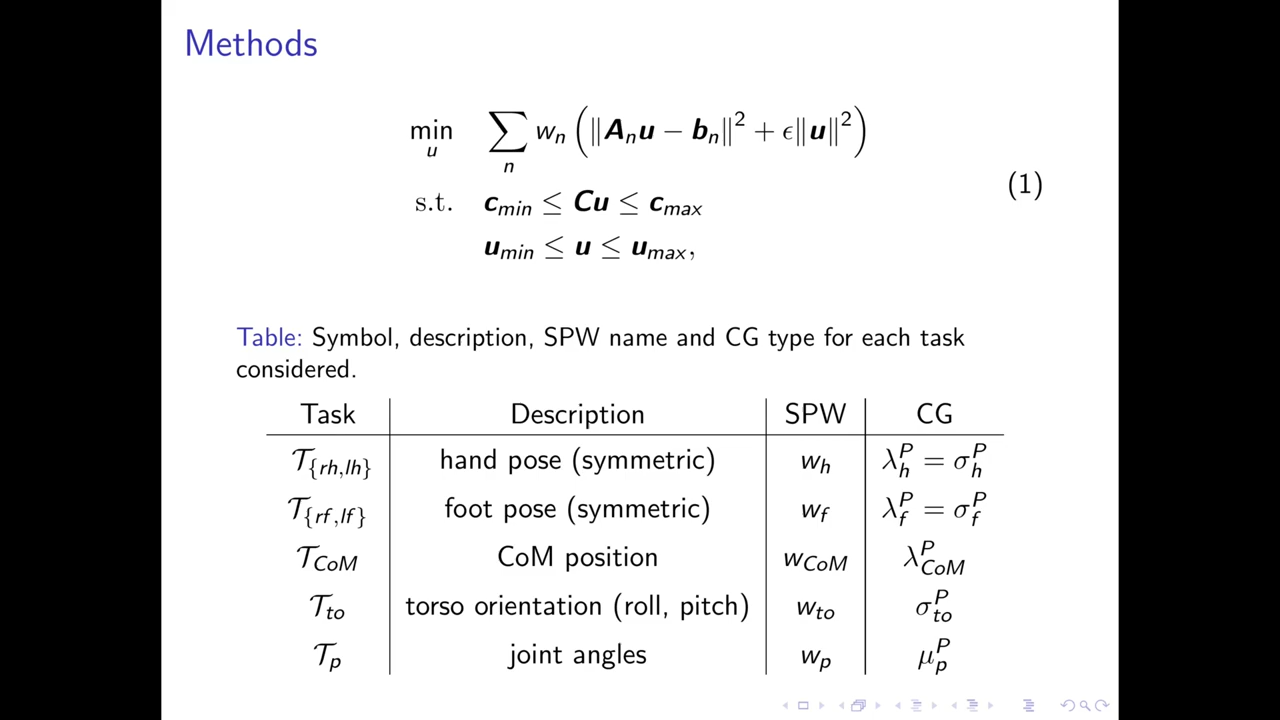 Methods
min_u ∑_n w_n (‖A_n u − b_n‖² + ϵ‖u‖²)
s.t. c_min ≤ Cu ≤ c_max (1)
u_min ≤ u ≤ u_max,
Table: Symbol, description, SPW name and CG type for each task
considered.
Task Description SPW CG
𝒯_{rh,lh} hand pose (symmetric) w_h λ_h^P = σ_h^P
𝒯_{rf,lf} foot pose (symmetric) w_f λ_f^P = σ_f^P
𝒯_CoM CoM position w_CoM λ_CoM^P
𝒯_to torso orientation (roll, pitch) w_to σ_to^P
𝒯_p joint angles w_p μ_p^P